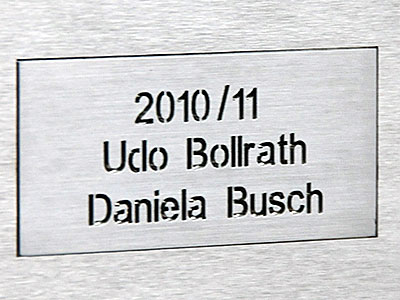 2010/11
Udo Bollrath
Daniela Busch